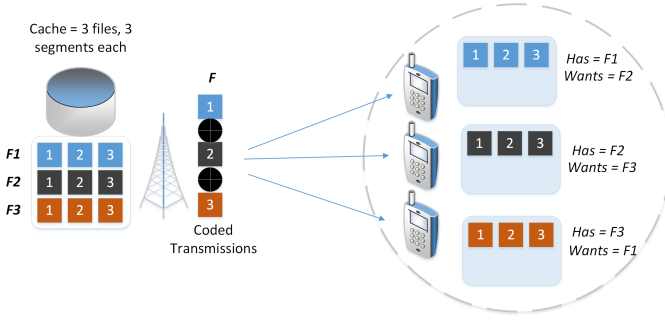 Cache = 3 files, 3
segments each
F
1
2
3
Coded
Transmissions
F1 1 2 3
F2 1 2 3
F3 1 2 3
1 2 3
Has = F1
Wants = F2
1 2 3
Has = F2
Wants = F3
1 2 3
Has = F3
Wants = F1